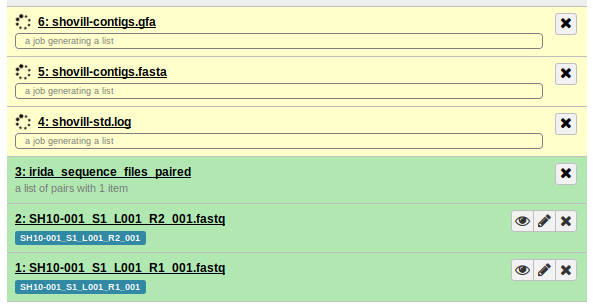 6: shovill-contigs.gfa
a job generating a list
5: shovill-contigs.fasta
a job generating a list
4: shovill-std.log
a job generating a list
3: irida_sequence_files_paired
a list of pairs with 1 item
2: SH10-001_S1_L001_R2_001.fastq
SH10-001_S1_L001_R2_001
1: SH10-001_S1_L001_R1_001.fastq
SH10-001_S1_L001_R1_001